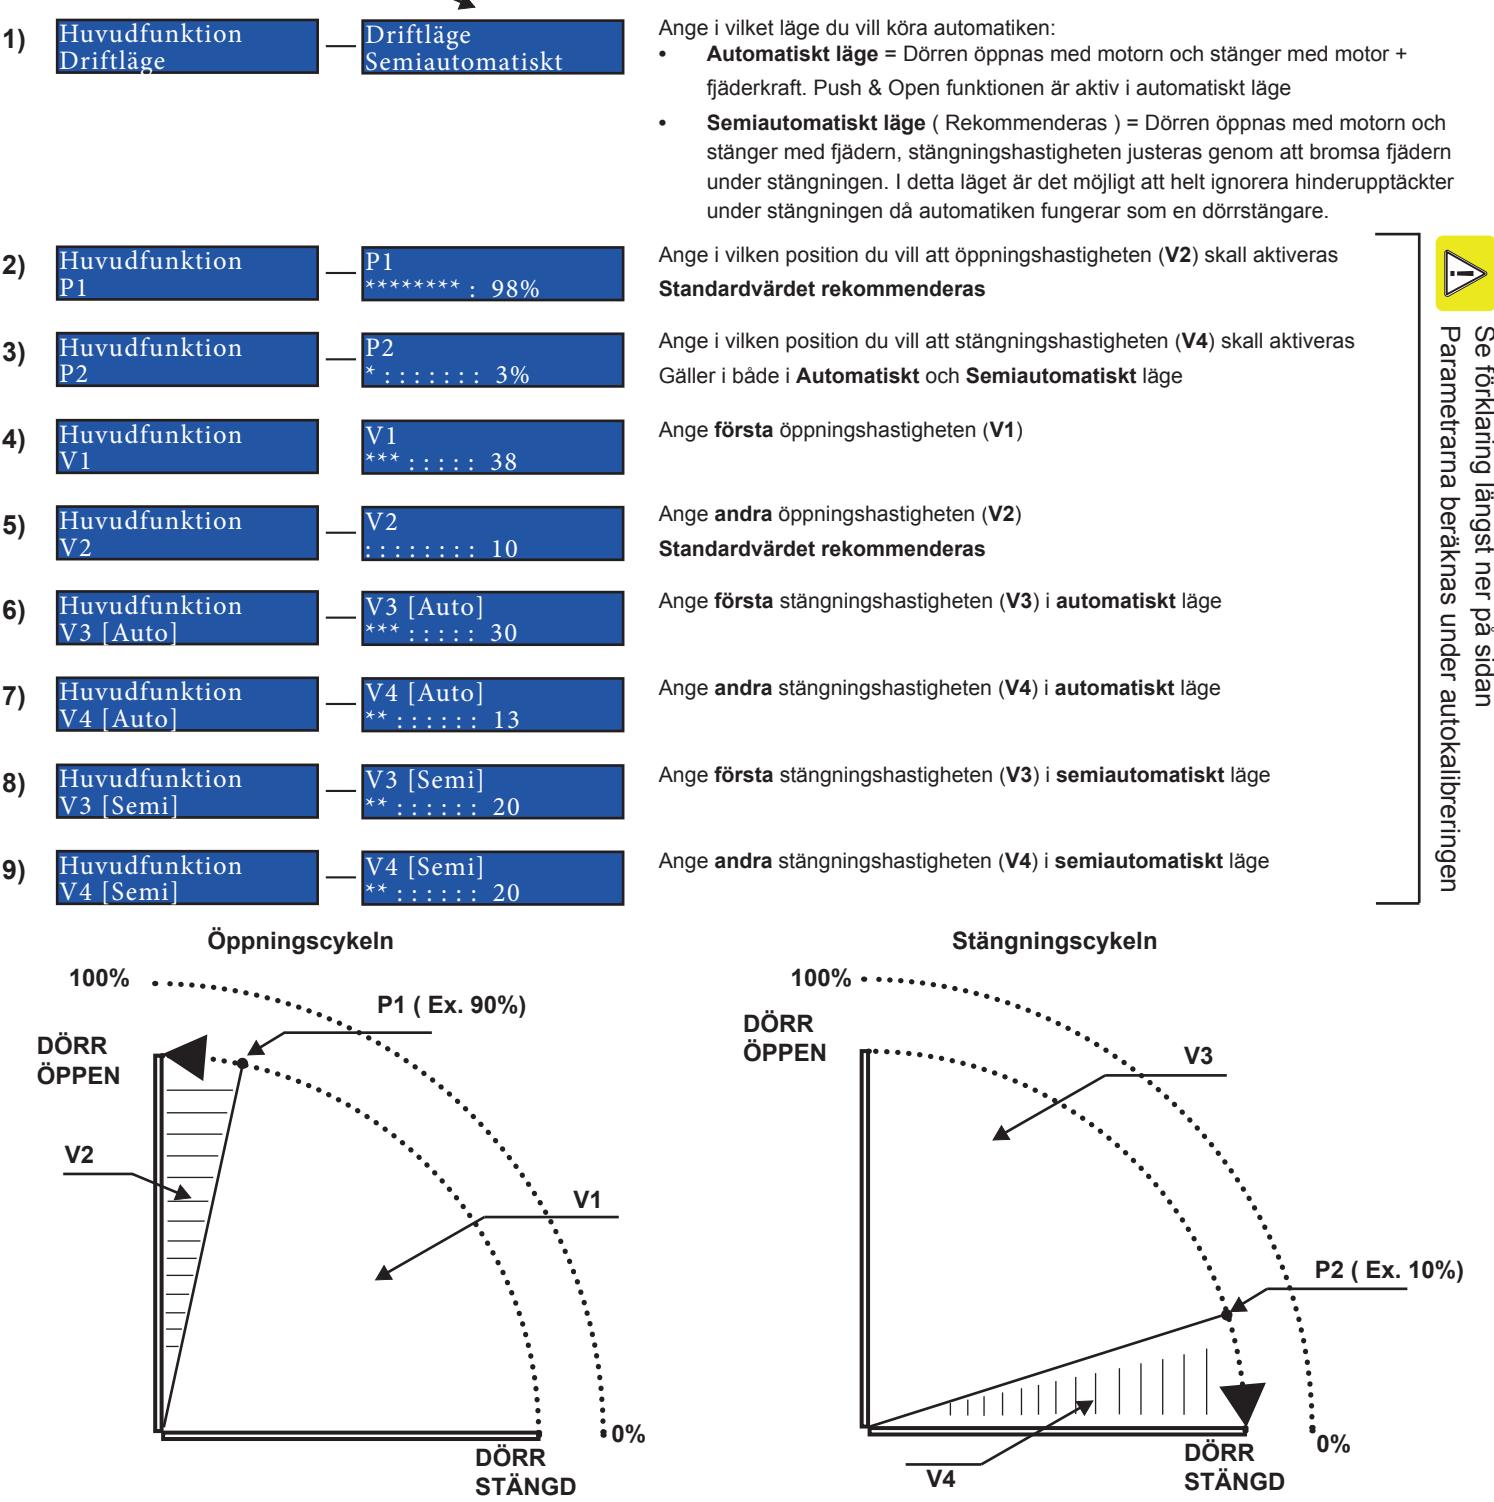 1)
Huvudfunktion
Driftläge
Driftläge
Semiautomatiskt
Ange i vilket läge du vill köra automatiken:
• Automatiskt läge = Dörren öppnas med motorn och stänger med motor +
fjäderkraft. Push & Open funktionen är aktiv i automatiskt läge
• Semiautomatiskt läge ( Rekommenderas ) = Dörren öppnas med motorn och
stänger med fjädern, stängningshastigheten justeras genom att bromsa fjädern
under stängningen. I detta läget är det möjligt att helt ignorera hinderupptäckter
under stängningen då automatiken fungerar som en dörrstängare.
2)
Huvudfunktion
P1
P1
******** : 98%
Ange i vilken position du vill att öppningshastigheten (V2) skall aktiveras
Standardvärdet rekommenderas
3)
Huvudfunktion
P2
P2
* : : : : : : : 3%
Ange i vilken position du vill att stängningshastigheten (V4) skall aktiveras
Gäller i både i Automatiskt och Semiautomatiskt läge
4)
Huvudfunktion
V1
V1
*** : : : : : 38
Ange första öppningshastigheten (V1)
5)
Huvudfunktion
V2
V2
: : : : : : : : 10
Ange andra öppningshastigheten (V2)
Standardvärdet rekommenderas
6)
Huvudfunktion
V3 [Auto]
V3 [Auto]
*** : : : : : 30
Ange första stängningshastigheten (V3) i automatiskt läge
7)
Huvudfunktion
V4 [Auto]
V4 [Auto]
** : : : : : : 13
Ange andra stängningshastigheten (V4) i automatiskt läge
8)
Huvudfunktion
V3 [Semi]
V3 [Semi]
** : : : : : : 20
Ange första stängningshastigheten (V3) i semiautomatiskt läge
9)
Huvudfunktion
V4 [Semi]
V4 [Semi]
** : : : : : : 20
Ange andra stängningshastigheten (V4) i semiautomatiskt läge
Se förklaring längst ner på sidan
Parametrarna beräknas under autokalibreringen
Öppningscykeln
100%
P1 ( Ex. 90%)
DÖRR
ÖPPEN
V2
V1
0%
DÖRR
STÄNGD
Stängningscykeln
100%
DÖRR
ÖPPEN
V3
P2 ( Ex. 10%)
0%
DÖRR
STÄNGD
V4